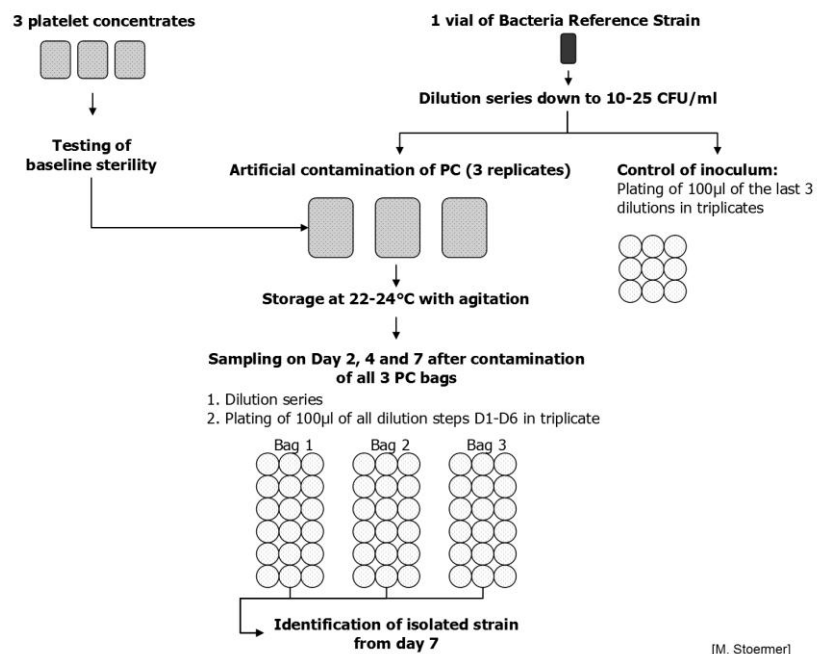 3 platelet concentrates
1 vial of Bacteria Reference Strain
Dilution series down to 10-25 CFU/ml
Testing of
baseline sterility
Artificial contamination of PC (3 replicates)
Control of inoculum:
Plating of 100µl of the last 3
dilutions in triplicates
Storage at 22-24°C with agitation
Sampling on Day 2, 4 and 7 after contamination
of all 3 PC bags
1. Dilution series
2. Plating of 100µl of all dilution steps D1-D6 in triplicate
Bag 1 Bag 2 Bag 3
Identification of isolated strain
from day 7
[M. Stoermer]